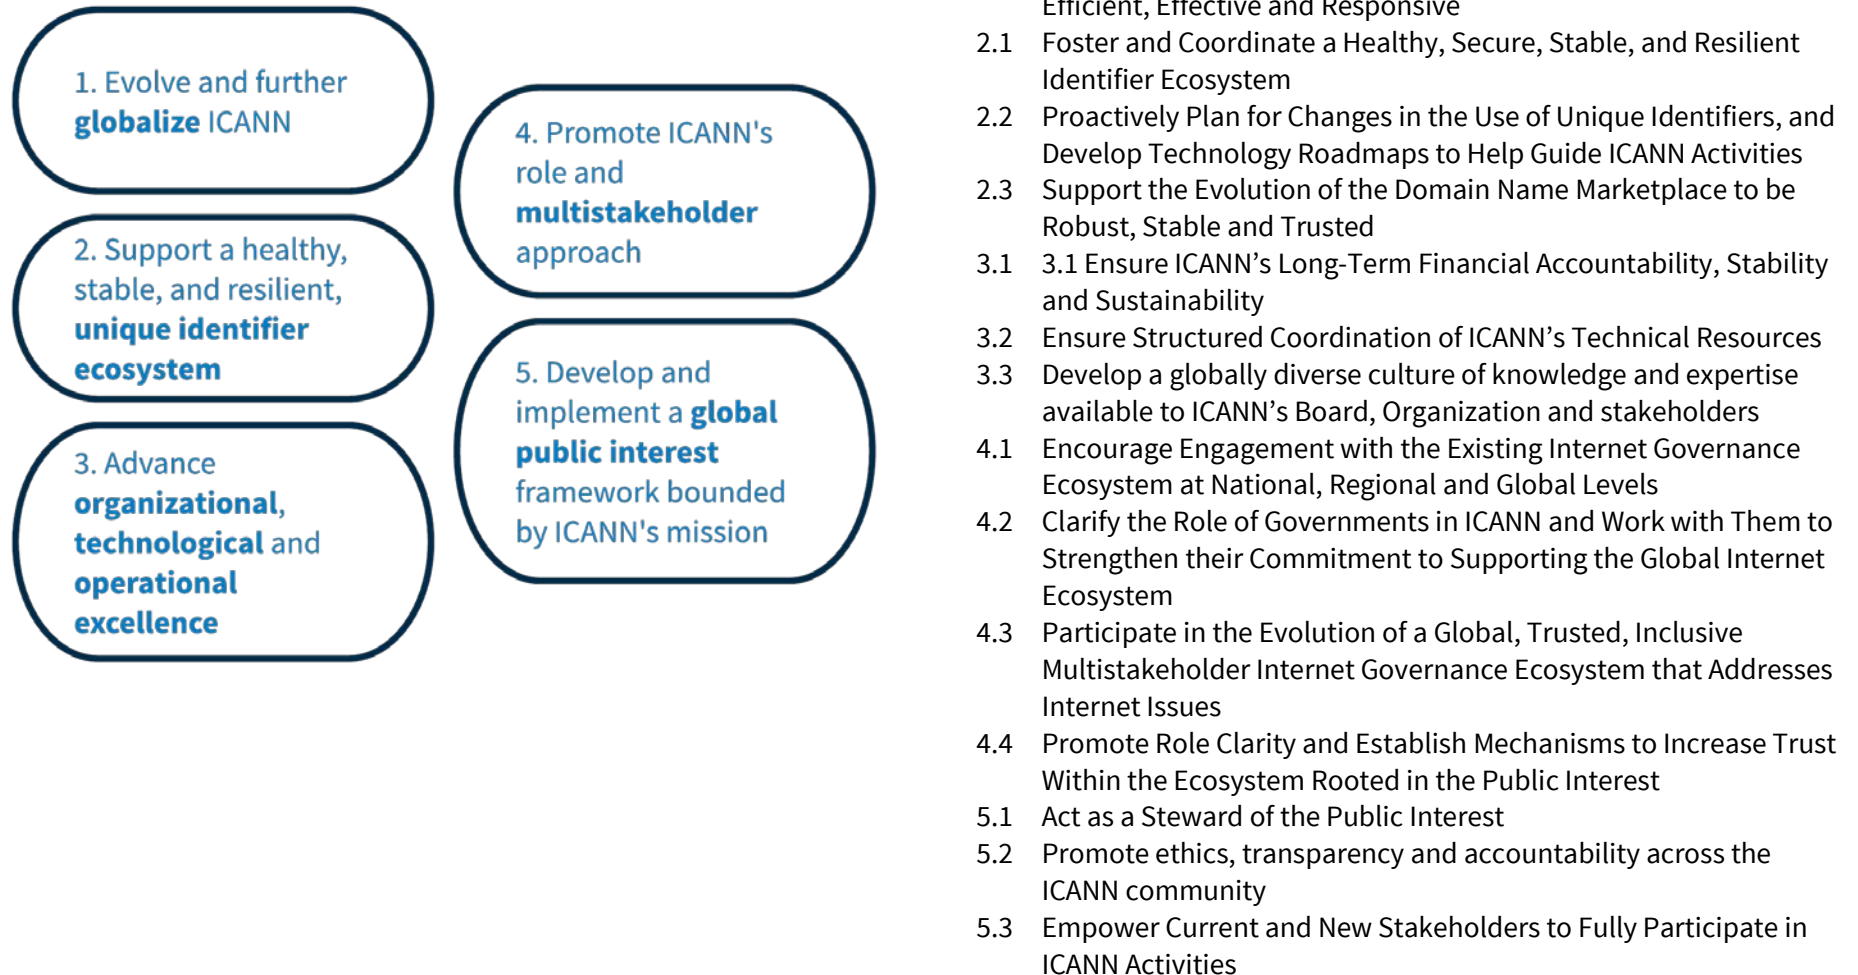 1. Evolve and further
globalize ICANN
2. Support a healthy,
stable, and resilient,
unique identifier
ecosystem
3. Advance
organizational,
technological and
operational
excellence
4. Promote ICANN's
role and
multistakeholder
approach
5. Develop and
implement a global
public interest
framework bounded
by ICANN's mission
Efficient, Effective and Responsive
2.1 Foster and Coordinate a Healthy, Secure, Stable, and Resilient
Identifier Ecosystem
2.2 Proactively Plan for Changes in the Use of Unique Identifiers, and
Develop Technology Roadmaps to Help Guide ICANN Activities
2.3 Support the Evolution of the Domain Name Marketplace to be
Robust, Stable and Trusted
3.1 3.1 Ensure ICANN’s Long-Term Financial Accountability, Stability
and Sustainability
3.2 Ensure Structured Coordination of ICANN’s Technical Resources
3.3 Develop a globally diverse culture of knowledge and expertise
available to ICANN’s Board, Organization and stakeholders
4.1 Encourage Engagement with the Existing Internet Governance
Ecosystem at National, Regional and Global Levels
4.2 Clarify the Role of Governments in ICANN and Work with Them to
Strengthen their Commitment to Supporting the Global Internet
Ecosystem
4.3 Participate in the Evolution of a Global, Trusted, Inclusive
Multistakeholder Internet Governance Ecosystem that Addresses
Internet Issues
4.4 Promote Role Clarity and Establish Mechanisms to Increase Trust
Within the Ecosystem Rooted in the Public Interest
5.1 Act as a Steward of the Public Interest
5.2 Promote ethics, transparency and accountability across the
ICANN community
5.3 Empower Current and New Stakeholders to Fully Participate in
ICANN Activities